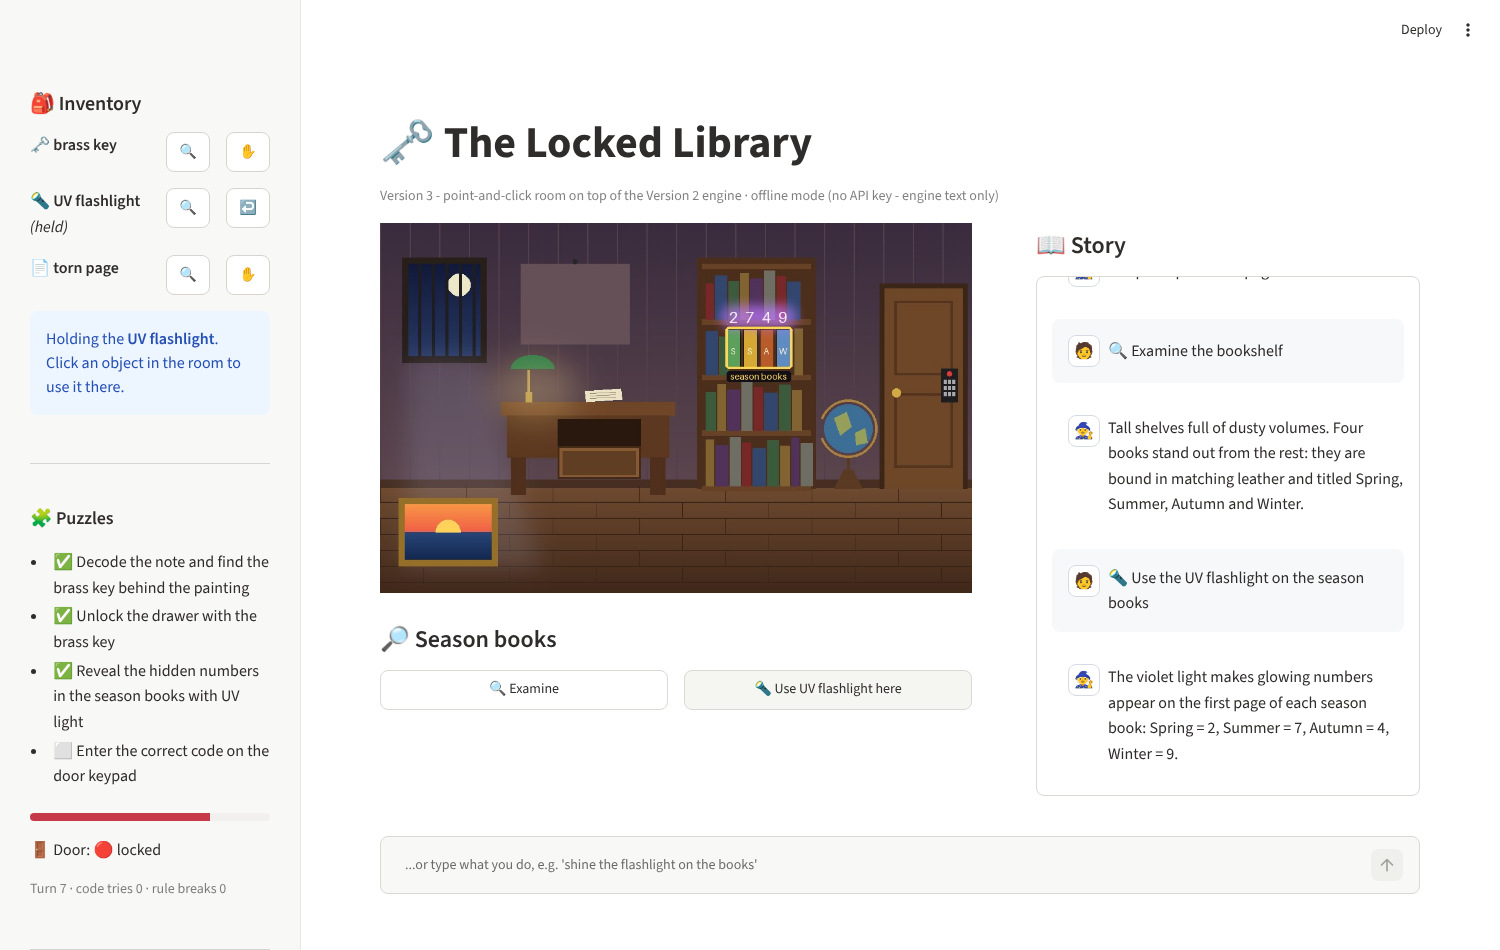 Deploy
Inventory
brass key
UV flashlight
(held)
torn page
Holding the UV flashlight.
Click an object in the room to
use it there.
Puzzles
Decode the note and find the
brass key behind the painting
Unlock the drawer with the
brass key
Reveal the hidden numbers
in the season books with UV
light
Enter the correct code on the
door keypad
Door: locked
Turn 7 · code tries 0 · rule breaks 0
The Locked Library
Version 3 - point-and-click room on top of the Version 2 engine · offline mode (no API key - engine text only)
2 7 4 9
S S A W
season books
Season books
Examine
Use UV flashlight here
Story
Examine the bookshelf
Tall shelves full of dusty volumes. Four
books stand out from the rest: they are
bound in matching leather and titled Spring,
Summer, Autumn and Winter.
Use the UV flashlight on the season
books
The violet light makes glowing numbers
appear on the first page of each season
book: Spring = 2, Summer = 7, Autumn = 4,
Winter = 9.
...or type what you do, e.g. 'shine the flashlight on the books'